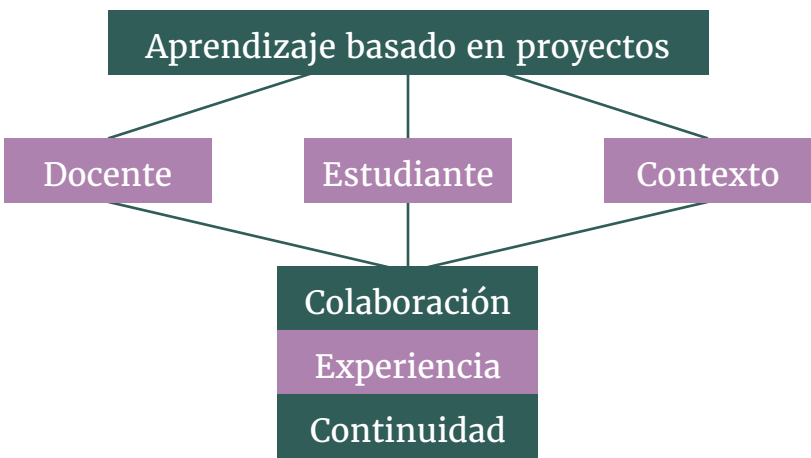 Aprendizaje basado en proyectos
Docente
Estudiante
Contexto
Colaboración
Experiencia
Continuidad